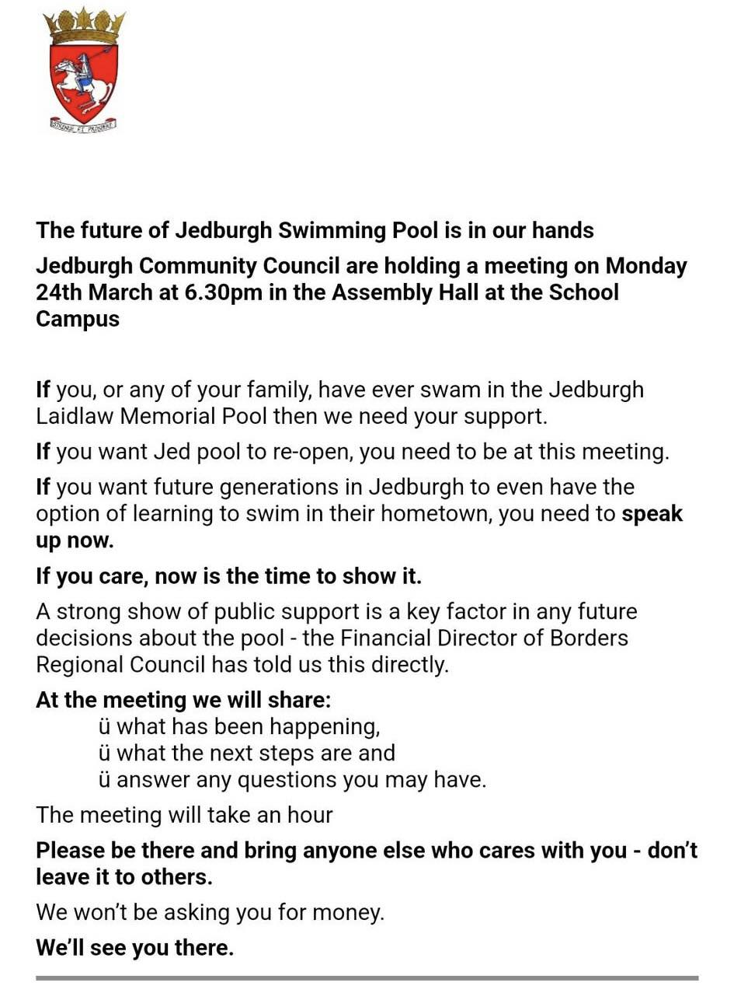 STRENUE ET PROSPERE
The future of Jedburgh Swimming Pool is in our hands
Jedburgh Community Council are holding a meeting on Monday
24th March at 6.30pm in the Assembly Hall at the School
Campus
If you, or any of your family, have ever swam in the Jedburgh
Laidlaw Memorial Pool then we need your support.
If you want Jed pool to re-open, you need to be at this meeting.
If you want future generations in Jedburgh to even have the
option of learning to swim in their hometown, you need to speak
up now.
If you care, now is the time to show it.
A strong show of public support is a key factor in any future
decisions about the pool - the Financial Director of Borders
Regional Council has told us this directly.
At the meeting we will share:
ü what has been happening,
ü what the next steps are and
ü answer any questions you may have.
The meeting will take an hour
Please be there and bring anyone else who cares with you - don’t
leave it to others.
We won’t be asking you for money.
We’ll see you there.